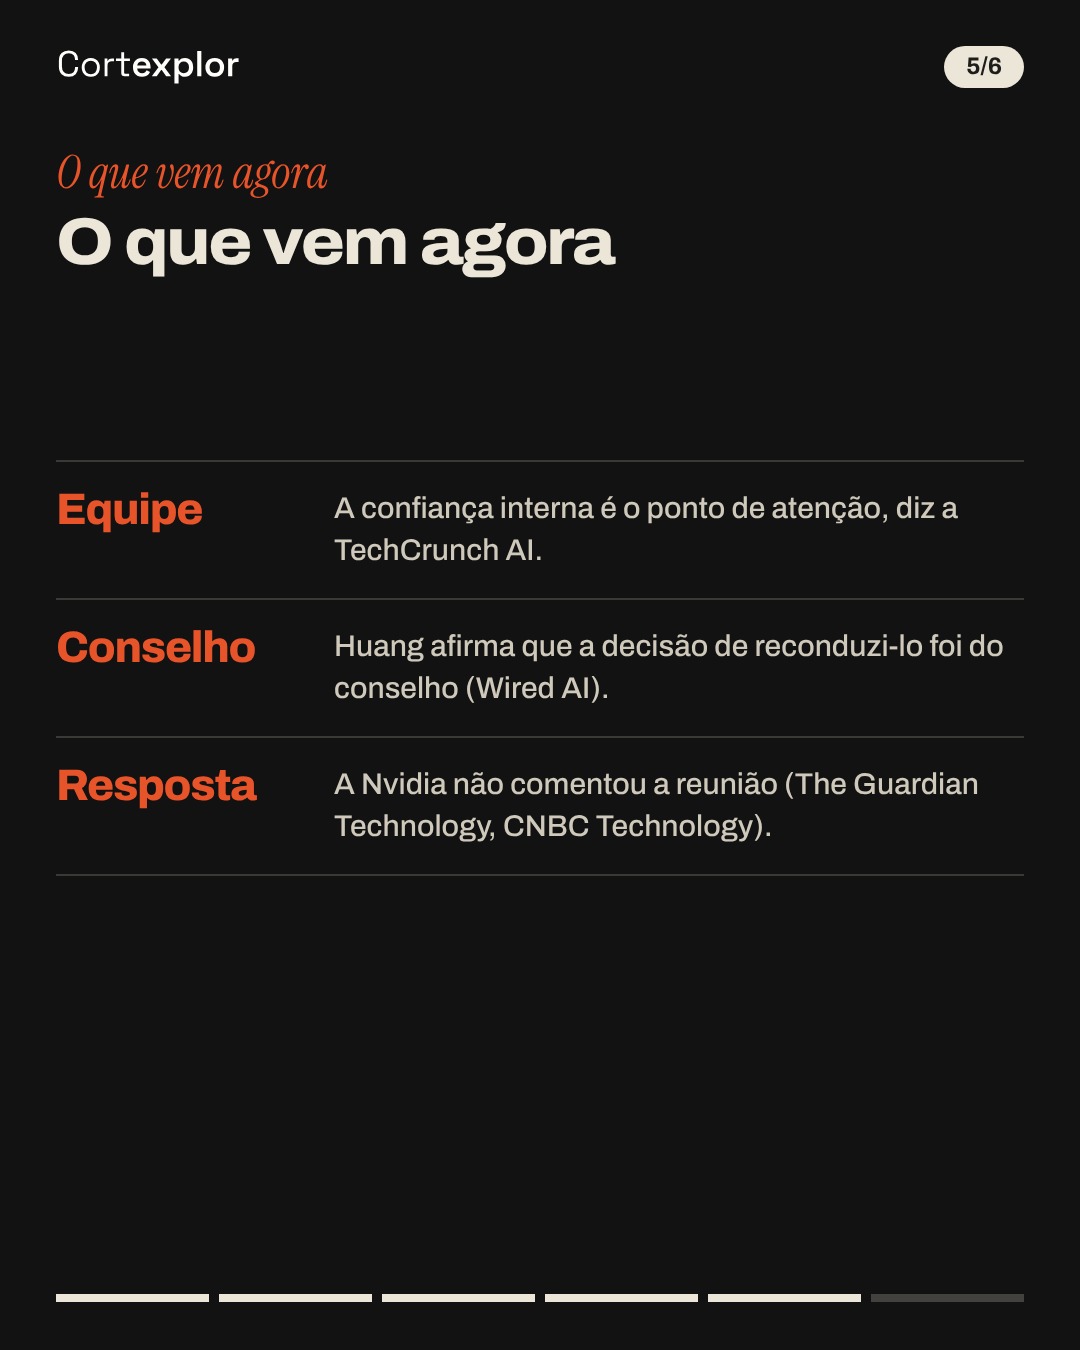 Cortexplor
5/6
O que vem agora
O que vem agora
Equipe
A confiança interna é o ponto de atenção, diz a
TechCrunch AI.
Conselho
Huang afirma que a decisão de reconduzi-lo foi do
conselho (Wired AI).
Resposta
A Nvidia não comentou a reunião (The Guardian
Technology, CNBC Technology).